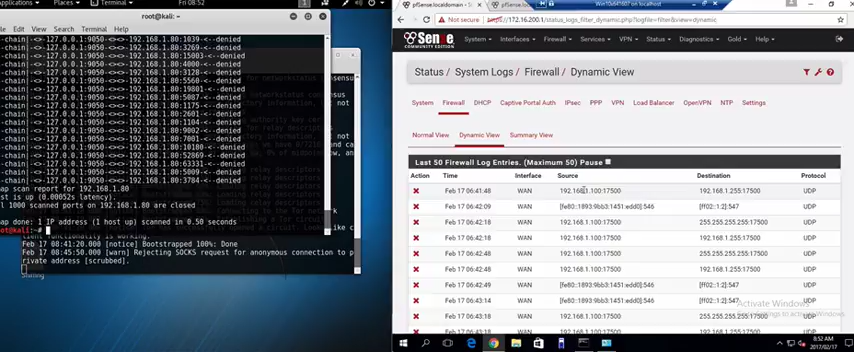 Applications ▾ Places ▾ Fri 08:52
root@kali: ~
Edit View Search Terminal Help
-chain|-<>-127.0.0.1:9050-<><>-192.168.1.80:1039-<--denied
-chain|-<>-127.0.0.1:9050-<><>-192.168.1.80:3269-<--denied
-chain|-<>-127.0.0.1:9050-<><>-192.168.1.80:15003-<--denied
-chain|-<>-127.0.0.1:9050-<><>-192.168.1.80:4000-<--denied
-chain|-<>-127.0.0.1:9050-<><>-192.168.1.80:3128-<--denied
-chain|-<>-127.0.0.1:9050-<><>-192.168.1.80:5560-<--denied
-chain|-<>-127.0.0.1:9050-<><>-192.168.1.80:19801-<--denied
-chain|-<>-127.0.0.1:9050-<><>-192.168.1.80:5087-<--denied
-chain|-<>-127.0.0.1:9050-<><>-192.168.1.80:1175-<--denied
-chain|-<>-127.0.0.1:9050-<><>-192.168.1.80:2601-<--denied
-chain|-<>-127.0.0.1:9050-<><>-192.168.1.80:1104-<--denied
-chain|-<>-127.0.0.1:9050-<><>-192.168.1.80:9002-<--denied
-chain|-<>-127.0.0.1:9050-<><>-192.168.1.80:7001-<--denied
-chain|-<>-127.0.0.1:9050-<><>-192.168.1.80:10180-<--denied
-chain|-<>-127.0.0.1:9050-<><>-192.168.1.80:52869-<--denied
-chain|-<>-127.0.0.1:9050-<><>-192.168.1.80:63331-<--denied
-chain|-<>-127.0.0.1:9050-<><>-192.168.1.80:5009-<--denied
-chain|-<>-127.0.0.1:9050-<><>-192.168.1.80:3784-<--denied
map scan report for 192.168.1.80
ost is up (0.00052s latency).
ll 1000 scanned ports on 192.168.1.80 are closed
map done: 1 IP address (1 host up) scanned in 0.50 seconds
root@kali:~#
client functionality is working.
Feb 17 08:41:20.000 [notice] Bootstrapped 100%: Done
Feb 17 08:45:50.000 [warn] Rejecting SOCKS request for anonymous connection to p
rivate address [scrubbed].
pfSense.localdomain
Win10x641607 on localhost
Not secure https://172.16.200.1/status_logs_filter_dynamic.php?logfile=filter&view=dynamic
Sense COMMUNITY EDITION
System ▾ Interfaces ▾ Firewall ▾ Services ▾ VPN ▾ Status ▾ Diagnostics ▾ Gold ▾ Help ▾
Status / System Logs / Firewall / Dynamic View
System Firewall DHCP Captive Portal Auth IPsec PPP VPN Load Balancer OpenVPN NTP Settings
Normal View Dynamic View Summary View
Last 50 Firewall Log Entries. (Maximum 50) Pause
Action Time Interface Source Destination Protocol
Feb 17 06:41:48 WAN 192.168.1.100:17500 192.168.1.255:17500 UDP
Feb 17 06:42:09 WAN [fe80::1893:9bb3:1451:edd0]:546 [ff02::1:2]:547 UDP
Feb 17 06:42:18 WAN 192.168.1.100:17500 255.255.255.255:17500 UDP
Feb 17 06:42:18 WAN 192.168.1.100:17500 192.168.1.255:17500 UDP
Feb 17 06:42:48 WAN 192.168.1.100:17500 255.255.255.255:17500 UDP
Feb 17 06:42:48 WAN 192.168.1.100:17500 192.168.1.255:17500 UDP
Feb 17 06:42:49 WAN [fe80::1893:9bb3:1451:edd0]:546 [ff02::1:2]:547 UDP
Feb 17 06:43:14 WAN [fe80::1893:9bb3:1451:edd0]:546 [ff02::1:2]:547
Feb 17 06:43:18 WAN 192.168.1.100:17500 255.255.255.255:17500
Activate Windows
8:52 AM
2017/02/17